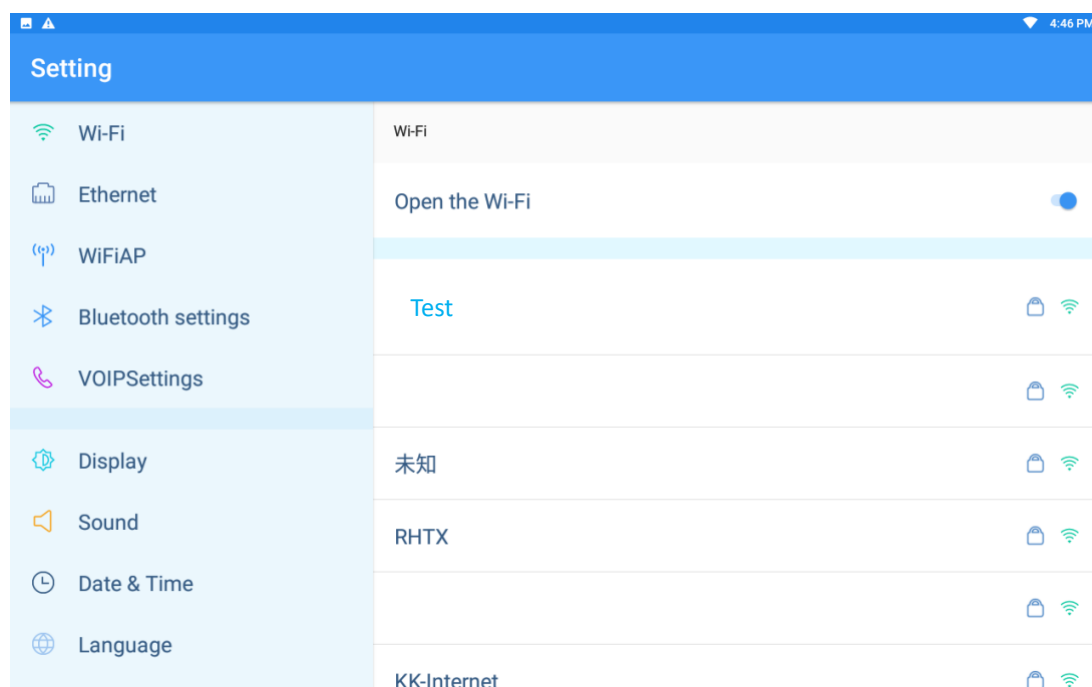 4:46 PM
Setting
Wi-Fi
Ethernet
WiFiAP
Bluetooth settings
VOIPSettings
Display
Sound
Date & Time
Language
Wi-Fi
Open the Wi-Fi
Test
未知
RHTX
KK-Internet